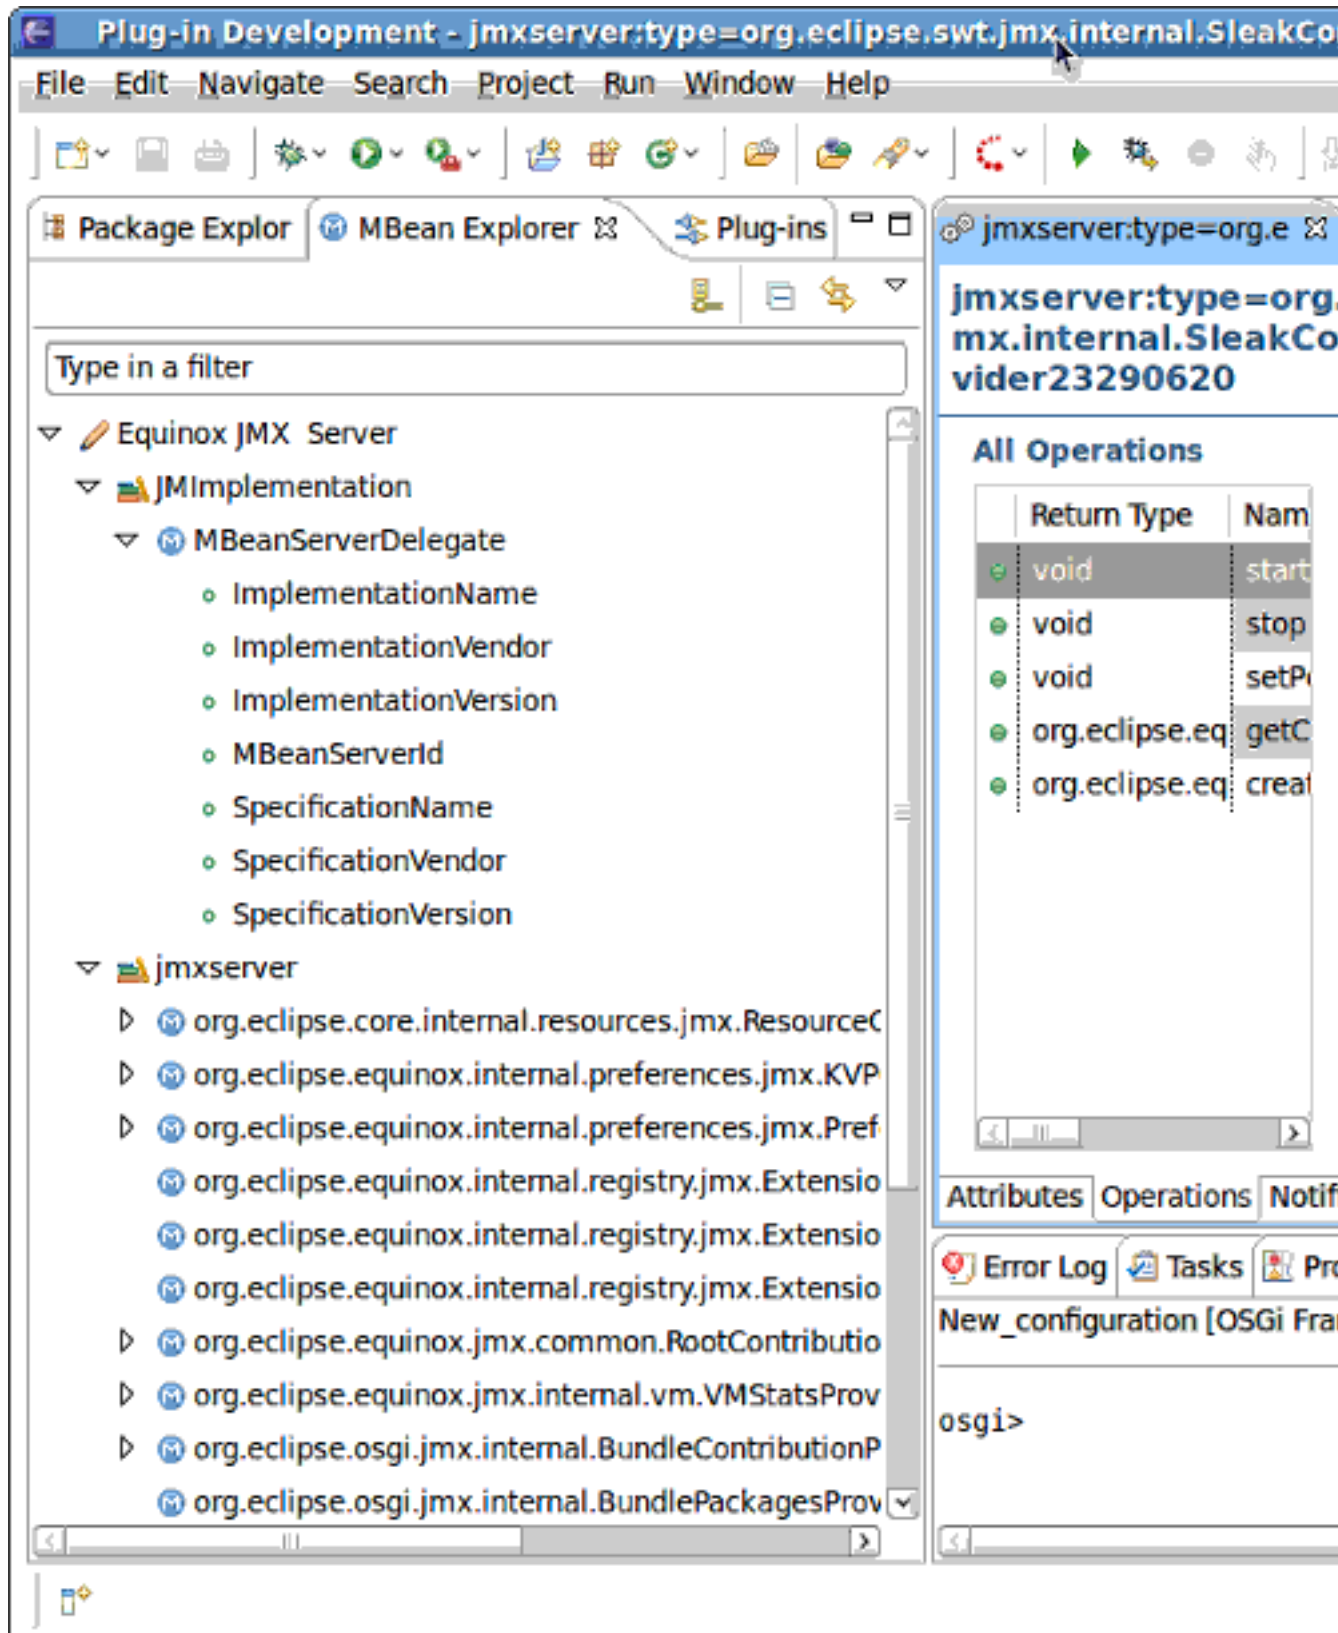 Plug-in Development - jmxserver:type=org.eclipse.swt.jmx.internal.SleakCo
File Edit Navigate Search Project Run Window Help
Package Explor MBean Explorer Plug-ins
Type in a filter
Equinox JMX Server
JMImplementation
MBeanServerDelegate
ImplementationName
ImplementationVendor
ImplementationVersion
MBeanServerId
SpecificationName
SpecificationVendor
SpecificationVersion
jmxserver
org.eclipse.core.internal.resources.jmx.ResourceC
org.eclipse.equinox.internal.preferences.jmx.KVP
org.eclipse.equinox.internal.preferences.jmx.Pref
org.eclipse.equinox.internal.registry.jmx.Extensio
org.eclipse.equinox.internal.registry.jmx.Extensio
org.eclipse.equinox.internal.registry.jmx.Extensio
org.eclipse.equinox.jmx.common.RootContributio
org.eclipse.equinox.jmx.internal.vm.VMStatsProv
org.eclipse.osgi.jmx.internal.BundleContributionP
org.eclipse.osgi.jmx.internal.BundlePackagesProv
jmxserver:type=org.e
jmxserver:type=org.
mx.internal.SleakCo
vider23290620
All Operations
Return Type Nam
void start
void stop
void setP
org.eclipse.eq getC
org.eclipse.eq creat
Attributes Operations Notif
Error Log Tasks Pro
New_configuration [OSGi Fra
osgi>